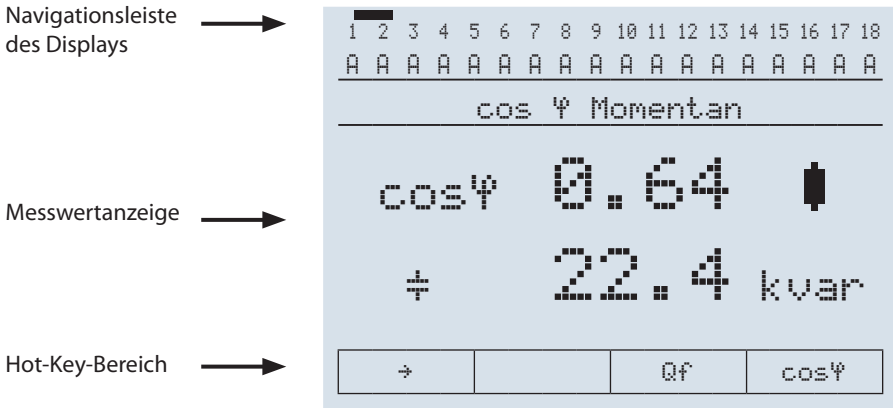 Navigationsleiste
des Displays
1 2 3 4 5 6 7 8 9 10 11 12 13 14 15 16 17 18
A A A A A A A A A A A A A A A A A A
cos φ Momentan
cosφ 0.64
Messwertanzeige
22.4 kvar
Hot-Key-Bereich
→ Qf cosφ